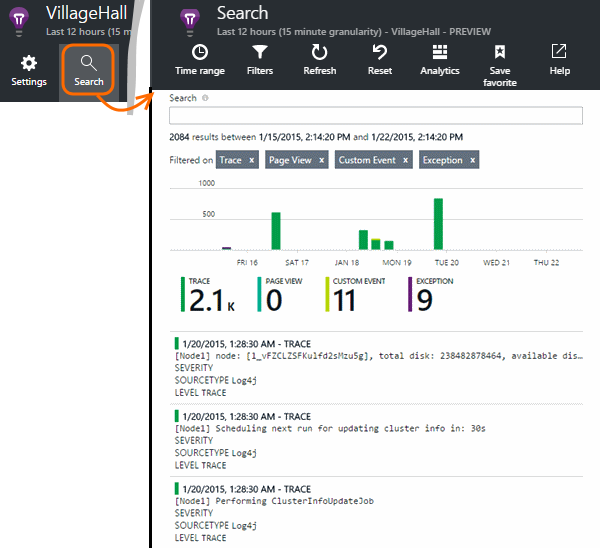 VillageHall
Last 12 hours (15 m
Settings
Search
Search
Last 12 hours (15 minute granularity) - VillageHall - PREVIEW
Time range
Filters
Refresh
Reset
Analytics
Save
favorite
Help
Search
2084 results between 1/15/2015, 2:14:20 PM and 1/22/2015, 2:14:20 PM
Filtered on Trace x Page View x Custom Event x Exception x
1000
500
FRI 16 SAT 17 JAN 18 MON 19 TUE 20 WED 21 THU 22
TRACE
2.1 K
PAGE VIEW
0
CUSTOM EVENT
11
EXCEPTION
9
1/20/2015, 1:28:30 AM - TRACE
[Node1] node: [l_vFZCLZSFKulfd2sMzu5g], total disk: 238482878464, available dis...
SEVERITY
SOURCETYPE Log4j
LEVEL TRACE
1/20/2015, 1:28:30 AM - TRACE
[Node1] Scheduling next run for updating cluster info in: 30s
SEVERITY
SOURCETYPE Log4j
LEVEL TRACE
1/20/2015, 1:28:30 AM - TRACE
[Node1] Performing ClusterInfoUpdateJob
SEVERITY
SOURCETYPE Log4j
LEVEL TRACE